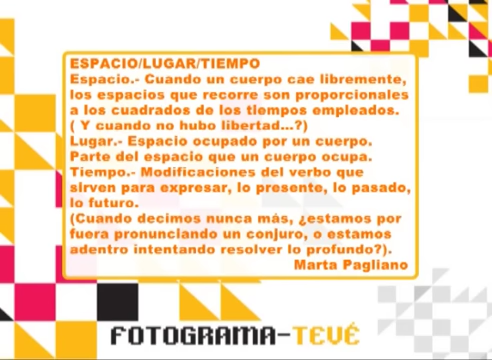 ESPACIO/LUGAR/TIEMPO
Espacio.- Cuando un cuerpo cae libremente,
los espacios que recorre son proporcionales
a los cuadrados de los tiempos empleados.
( Y cuando no hubo libertad...?)
Lugar.- Espacio ocupado por un cuerpo.
Parte del espacio que un cuerpo ocupa.
Tiempo.- Modificaciones del verbo que
sirven para expresar, lo presente, lo pasado,
lo futuro.
(Cuando decimos nunca más, ¿estamos por
fuera pronunciando un conjuro, o estamos
adentro intentando resolver lo profundo?).
Marta Pagliano
FOTOGRAMA-TEVÉ